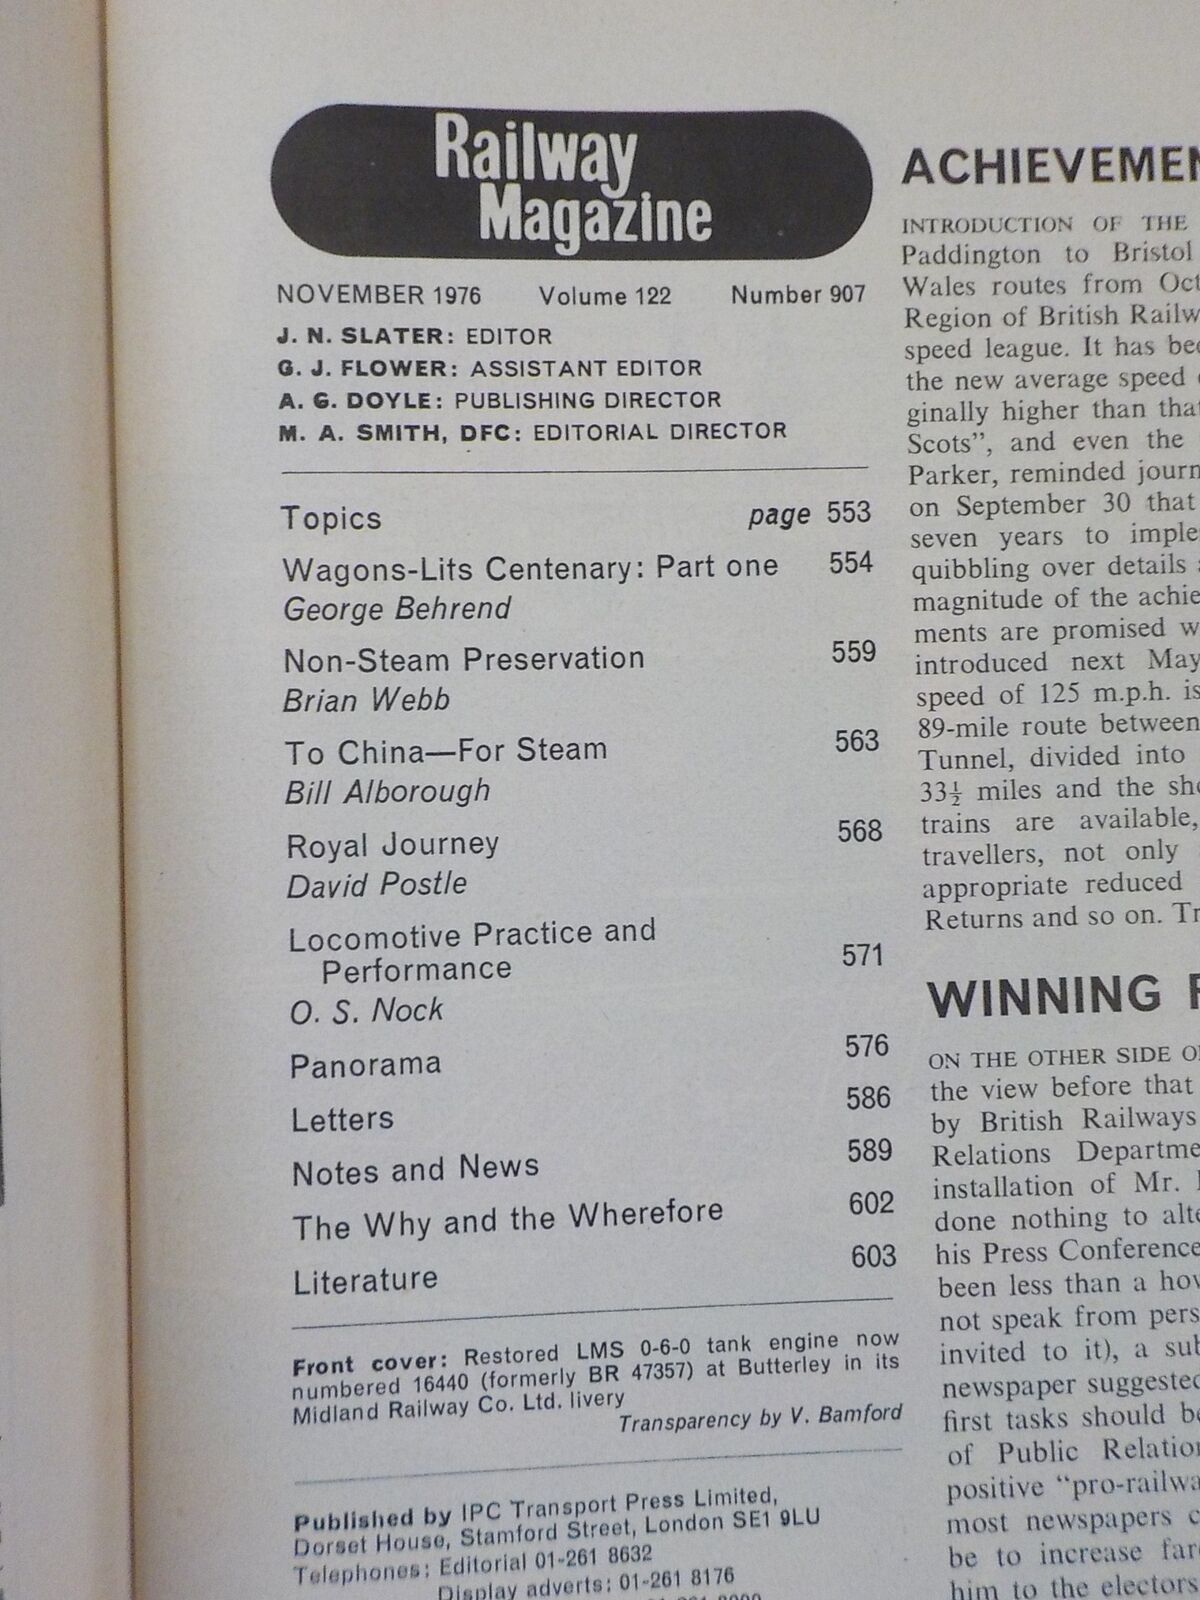 Railway
Magazine
NOVEMBER 1976 Volume 122 Number 907
J. N. SLATER: EDITOR
G. J. FLOWER: ASSISTANT EDITOR
A. G. DOYLE: PUBLISHING DIRECTOR
M. A. SMITH, DFC: EDITORIAL DIRECTOR
Topics page 553
Wagons-Lits Centenary: Part one 554
George Behrend
Non-Steam Preservation 559
Brian Webb
To China—For Steam 563
Bill Alborough
Royal Journey 568
David Postle
Locomotive Practice and
Performance 571
O. S. Nock
Panorama 576
Letters 586
Notes and News 589
The Why and the Wherefore 602
Literature 603
Front cover: Restored LMS 0-6-0 tank engine now
numbered 16440 (formerly BR 47357) at Butterley in its
Midland Railway Co. Ltd. livery
Transparency by V. Bamford
Published by IPC Transport Press Limited,
Dorset House, Stamford Street, London SE1 9LU
Telephones: Editorial 01-261 8632
Display adverts: 01-261 8176
ACHIEVEMEN
INTRODUCTION OF THE
Paddington to Bristol
Wales routes from Oct
Region of British Railw
speed league. It has bee
the new average speed
ginally higher than that
Scots", and even the
Parker, reminded journ
on September 30 that
seven years to imple
quibbling over details
magnitude of the achie
ments are promised w
introduced next May
speed of 125 m.p.h. is
89-mile route between
Tunnel, divided into
33½ miles and the sho
trains are available,
travellers, not only
appropriate reduced
Returns and so on. Tr
WINNING
ON THE OTHER SIDE O
the view before that
by British Railways
Relations Departme
installation of Mr.
done nothing to alte
his Press Conference
been less than a how
not speak from pers
invited to it), a sub
newspaper suggested
first tasks should be
of Public Relation
positive "pro-railwa
most newspapers c
be to increase fare
him to the electors